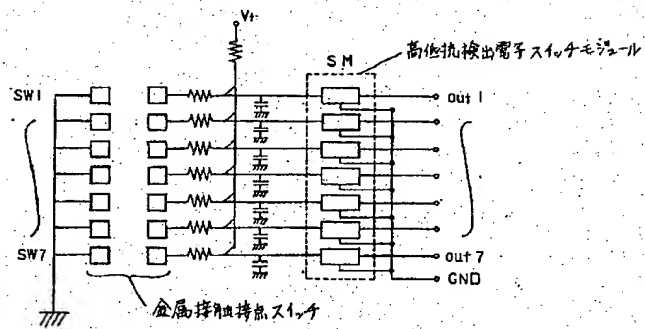 V+
SM
高低抗検出電子スイッチモジュール
SW1
out 1
SW7
out 7
GND
金属接触接点スイッチ